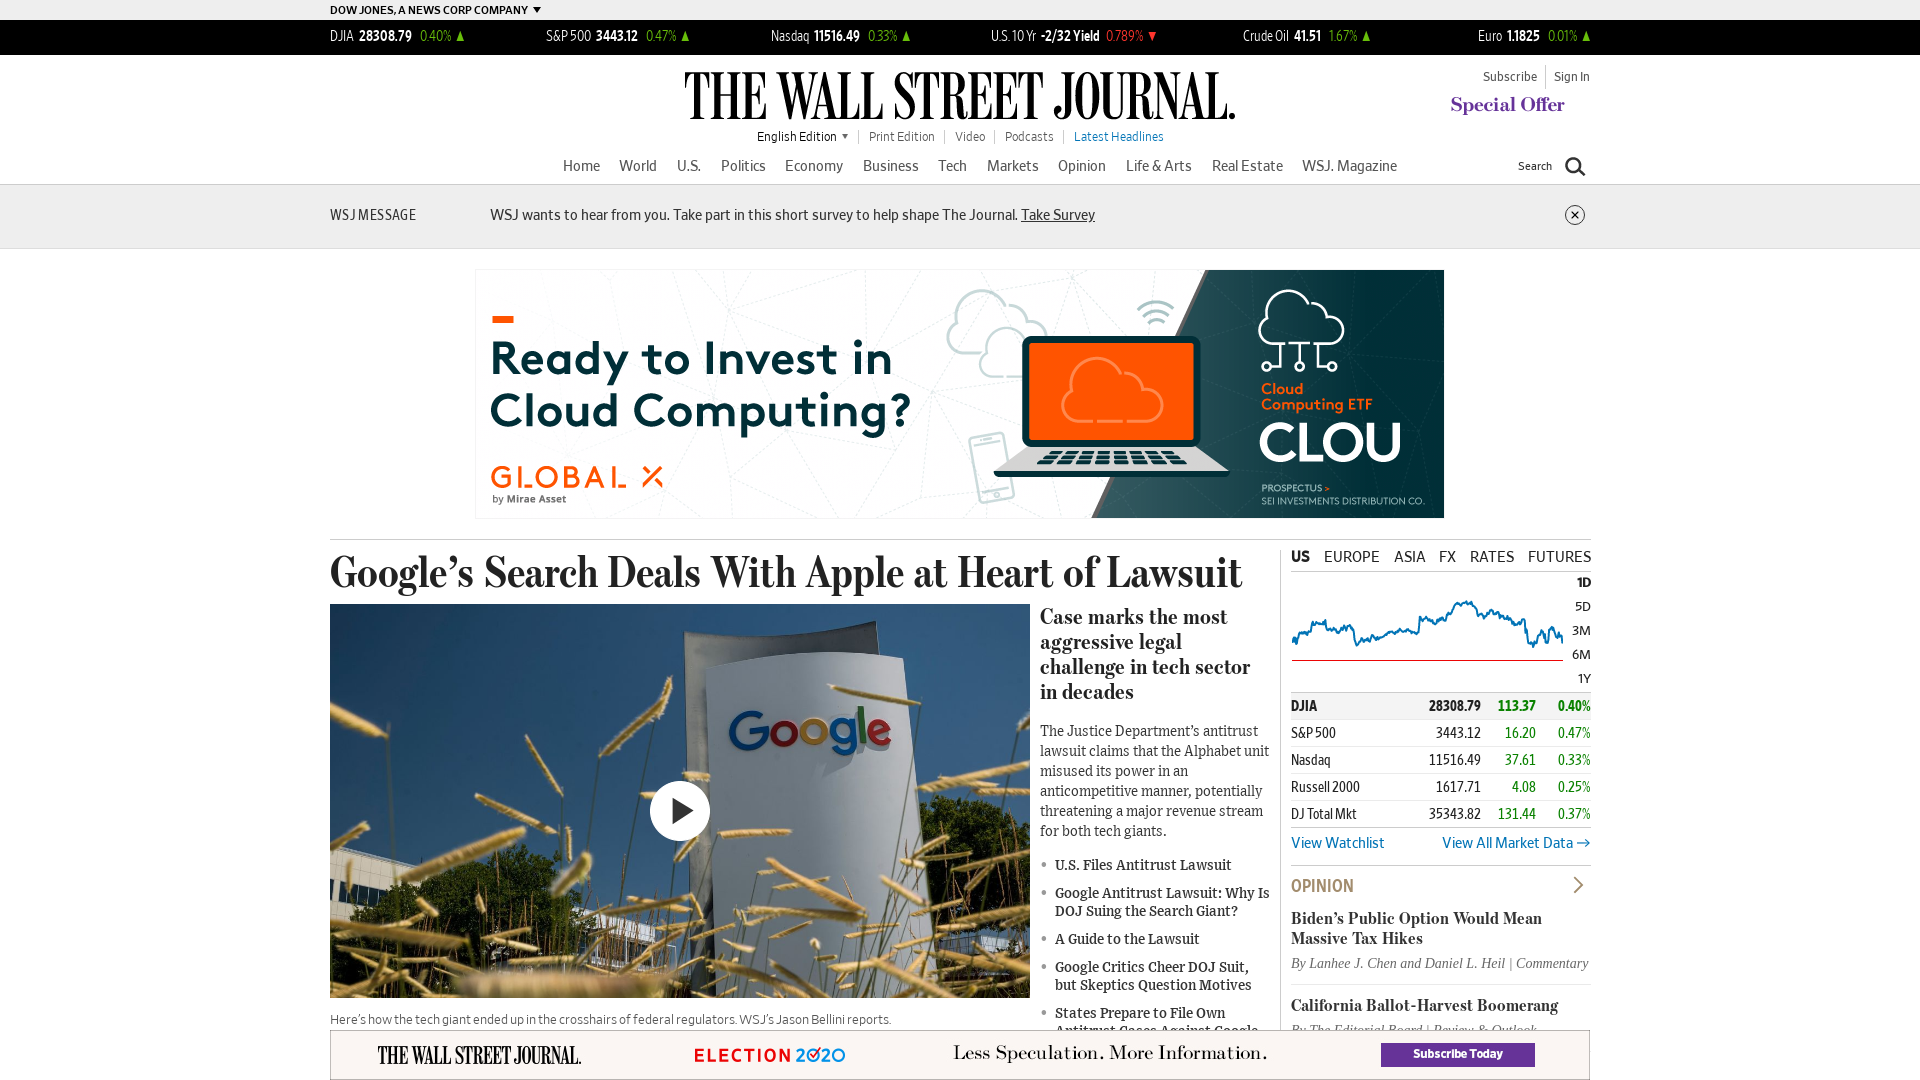 DOW JONES, A NEWS CORP COMPANY
DJIA 28308.79 0.40% S&P 500 3443.12 0.47% Nasdaq 11516.49 0.33% U.S. 10 Yr -2/32 Yield 0.789% Crude Oil 41.51 1.67% Euro 1.1825 0.01%
Subscribe Sign In
THE WALL STREET JOURNAL.
Special Offer
English Edition Print Edition Video Podcasts Latest Headlines
Home World U.S. Politics Economy Business Tech Markets Opinion Life & Arts Real Estate WSJ. Magazine Search
WSJ MESSAGE WSJ wants to hear from you. Take part in this short survey to help shape The Journal. Take Survey
Ready to Invest in
Cloud Computing?
GLOBAL X
by Mirae Asset
Cloud
Computing ETF
CLOU
PROSPECTUS >
SEI INVESTMENTS DISTRIBUTION CO.
Google’s Search Deals With Apple at Heart of Lawsuit
Google
Here’s how the tech giant ended up in the crosshairs of federal regulators. WSJ’s Jason Bellini reports.
Case marks the most
aggressive legal
challenge in tech sector
in decades
The Justice Department’s antitrust
lawsuit claims that the Alphabet unit
misused its power in an
anticompetitive manner, potentially
threatening a major revenue stream
for both tech giants.
• U.S. Files Antitrust Lawsuit
• Google Antitrust Lawsuit: Why Is
DOJ Suing the Search Giant?
• A Guide to the Lawsuit
• Google Critics Cheer DOJ Suit,
but Skeptics Question Motives
• States Prepare to File Own
Antitrust Cases Against Google
US EUROPE ASIA FX RATES FUTURES
1D
5D
3M
6M
1Y
DJIA 28308.79 113.37 0.40%
S&P 500 3443.12 16.20 0.47%
Nasdaq 11516.49 37.61 0.33%
Russell 2000 1617.71 4.08 0.25%
DJ Total Mkt 35343.82 131.44 0.37%
View Watchlist View All Market Data →
OPINION
Biden’s Public Option Would Mean
Massive Tax Hikes
By Lanhee J. Chen and Daniel L. Heil | Commentary
California Ballot-Harvest Boomerang
By The Editorial Board | Review & Outlook
THE WALL STREET JOURNAL. ELECTION 2020 Less Speculation. More Information. Subscribe Today